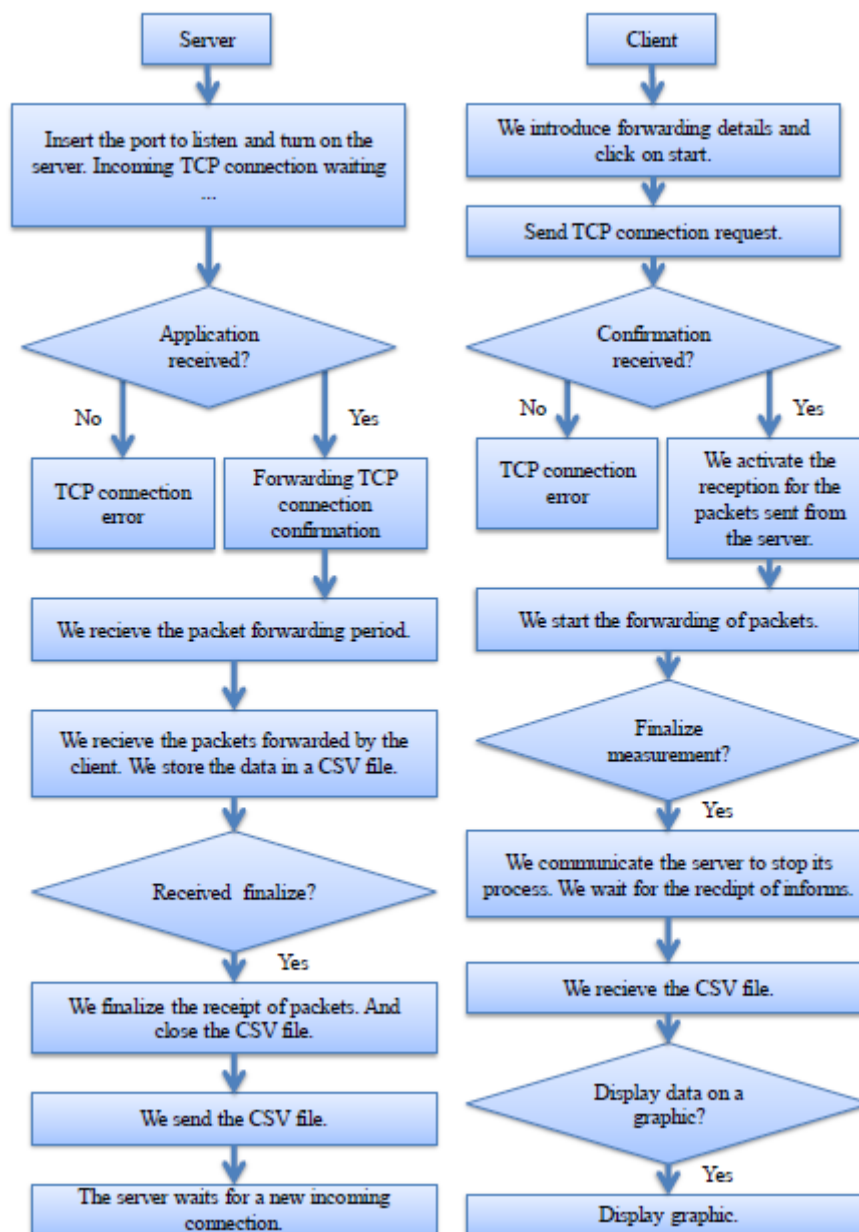 Server
Insert the port to listen and turn on the
server. Incoming TCP connection waiting
...
Application
received?
No
Yes
TCP connection
error
Forwarding TCP
connection
confirmation
We recieve the packet forwarding period.
We recieve the packets forwarded by the
client. We store the data in a CSV file.
Received finalize?
Yes
We finalize the receipt of packets. And
close the CSV file.
We send the CSV file.
The server waits for a new incoming
connection.
Client
We introduce forwarding details and
click on start.
Send TCP connection request.
Confirmation
received?
No
Yes
TCP connection
error
We activate the
reception for the
packets sent from
the server.
We start the forwarding of packets.
Finalize
measurement?
Yes
We communicate the server to stop its
process. We wait for the recdipt of informs.
We recieve the CSV file.
Display data on a
graphic?
Yes
Display graphic.